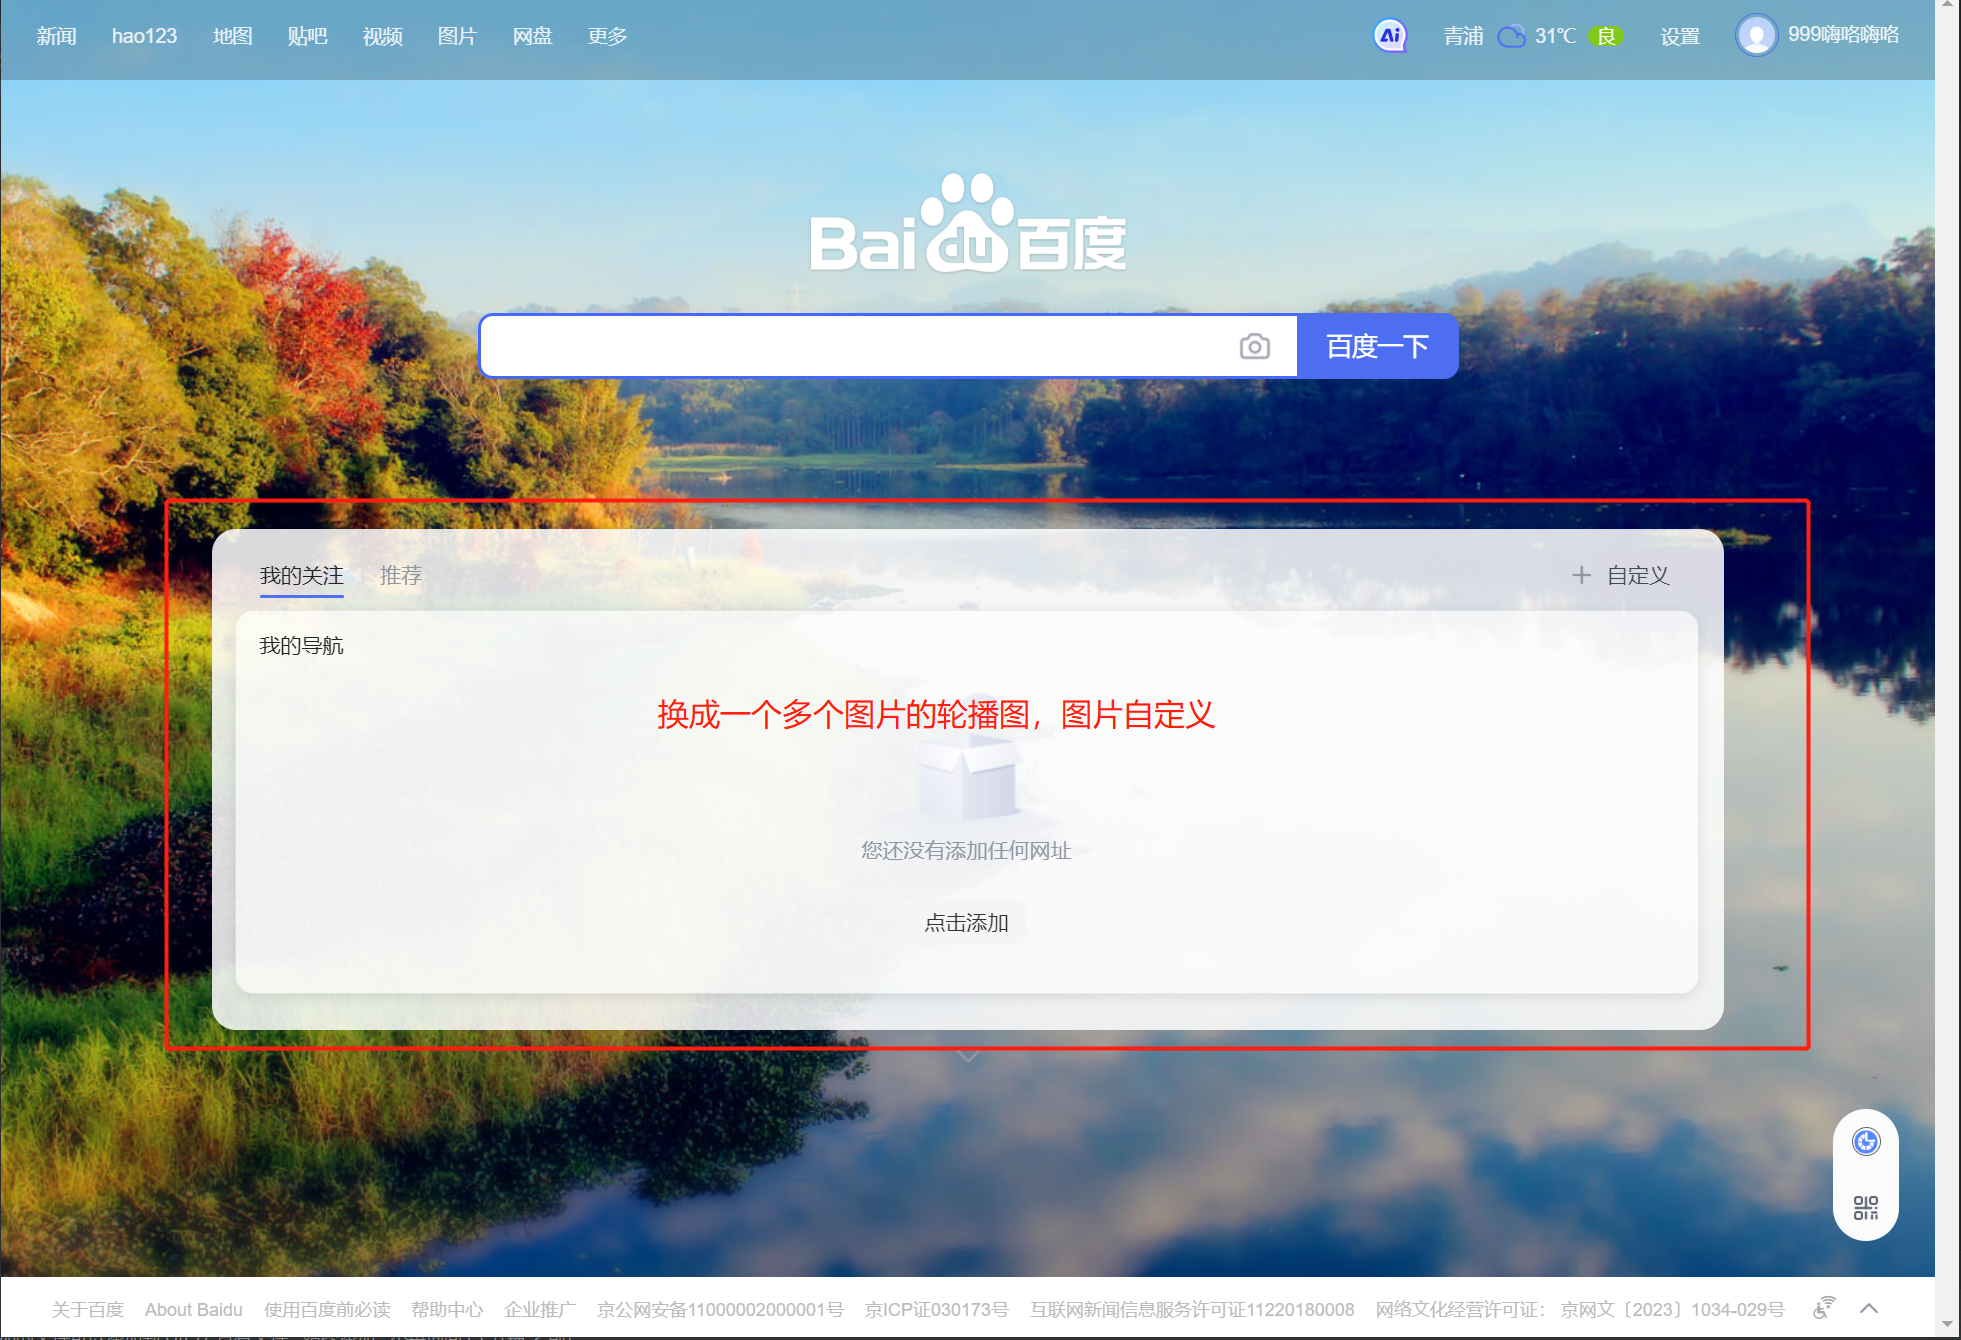 新闻 hao123 地图 贴吧 视频 图片 网盘 更多 Ai 青浦 31℃ 良 设置 999嗨咯嗨咯
Bai du 百度
百度一下
我的关注 推荐 自定义
我的导航
换成一个多个图片的轮播图，图片自定义
您还没有添加任何网址
点击添加
关于百度 About Baidu 使用百度前必读 帮助中心 企业推广 京公网安备11000002000001号 京ICP证030173号 互联网新闻信息服务许可证11220180008 网络文化经营许可证： 京网文〔2023〕1034-029号